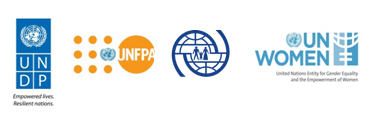 U N
D P
Empowered lives.
Resilient nations.
UNFPA
UN
WOMEN
United Nations Entity for Gender Equality
and the Empowerment of Women